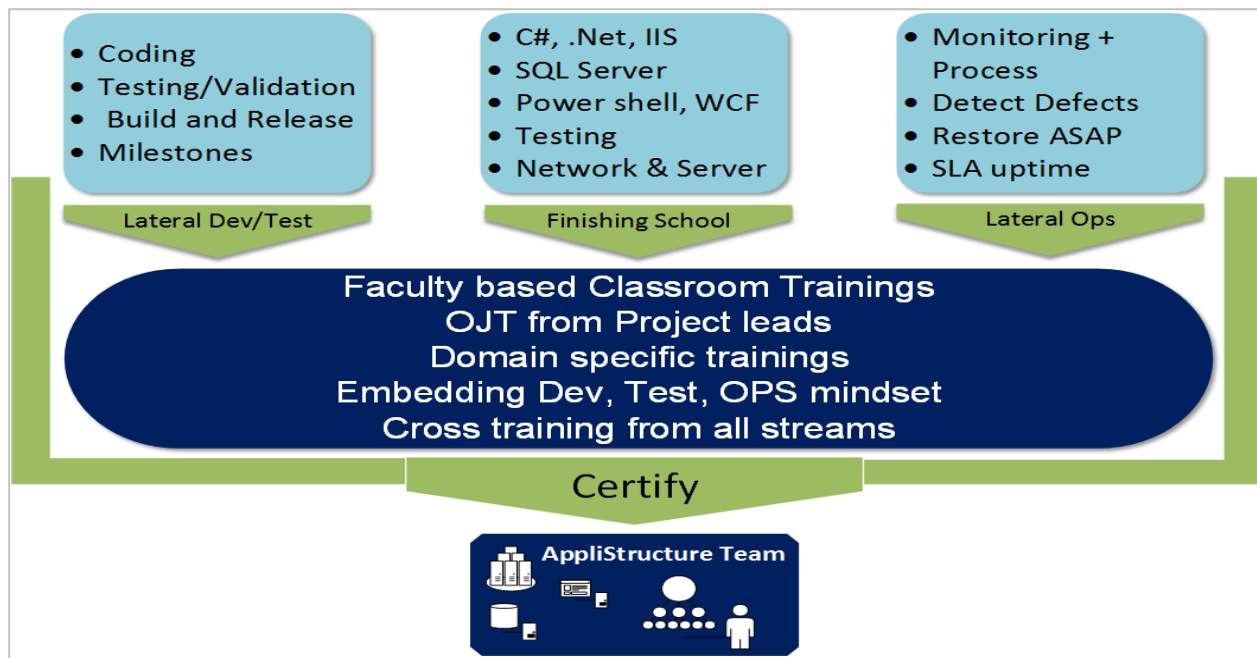 • Coding
• Testing/Validation
• Build and Release
• Milestones
• C#, .Net, IIS
• SQL Server
• Power shell, WCF
• Testing
• Network & Server
• Monitoring +
Process
• Detect Defects
• Restore ASAP
• SLA uptime
Lateral Dev/Test
Finishing School
Lateral Ops
Faculty based Classroom Trainings
OJT from Project leads
Domain specific trainings
Embedding Dev, Test, OPS mindset
Cross training from all streams
Certify
AppliStructure Team